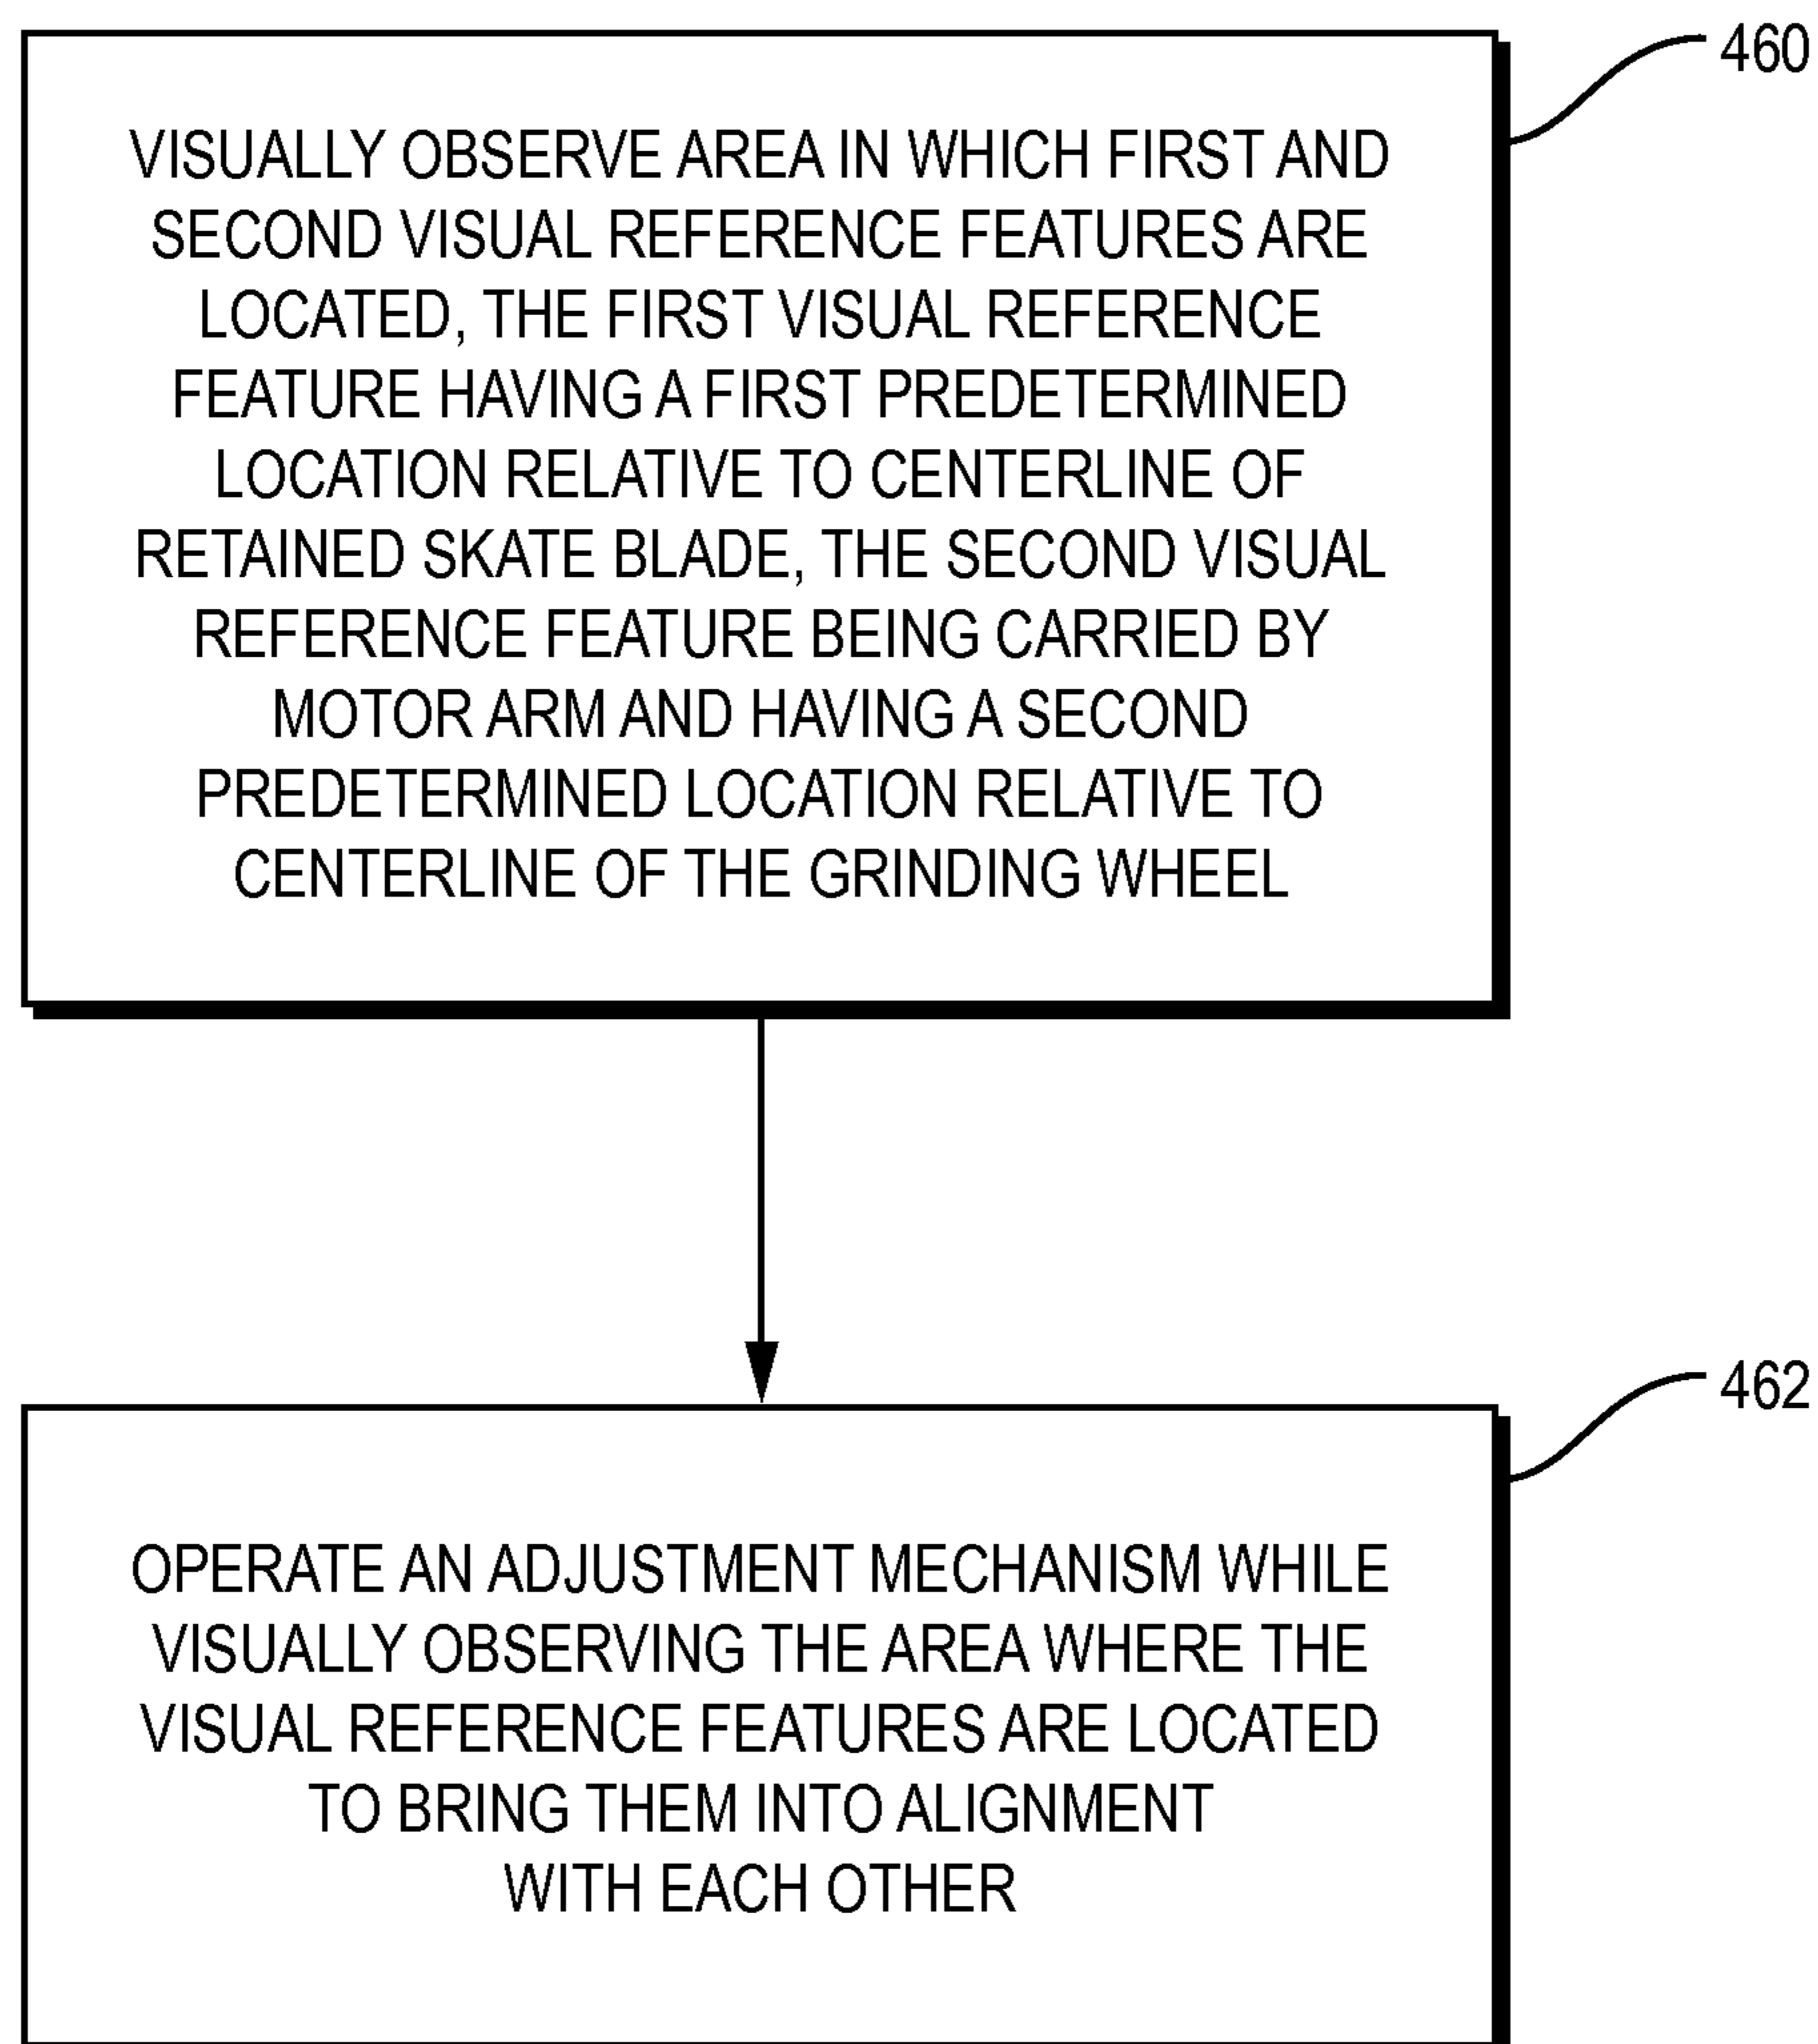 460
VISUALLY OBSERVE AREA IN WHICH FIRST AND
SECOND VISUAL REFERENCE FEATURES ARE
LOCATED, THE FIRST VISUAL REFERENCE
FEATURE HAVING A FIRST PREDETERMINED
LOCATION RELATIVE TO CENTERLINE OF
RETAINED SKATE BLADE, THE SECOND VISUAL
REFERENCE FEATURE BEING CARRIED BY
MOTOR ARM AND HAVING A SECOND
PREDETERMINED LOCATION RELATIVE TO
CENTERLINE OF THE GRINDING WHEEL
462
OPERATE AN ADJUSTMENT MECHANISM WHILE
VISUALLY OBSERVING THE AREA WHERE THE
VISUAL REFERENCE FEATURES ARE LOCATED
TO BRING THEM INTO ALIGNMENT
WITH EACH OTHER